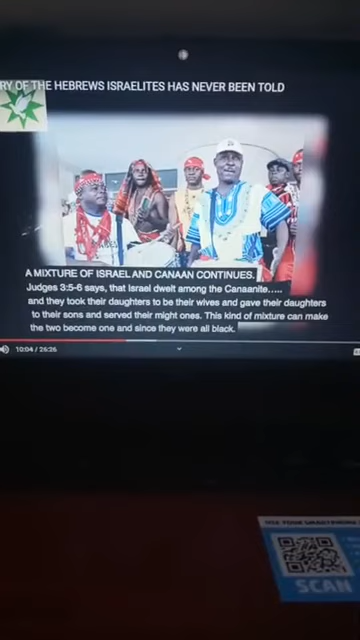 RY OF THE HEBREWS ISRAELITES HAS NEVER BEEN TOLD
A MIXTURE OF ISRAEL AND CANAAN CONTINUES.
Judges 3:5-6 says, that Israel dwelt among the Canaanite.....
and they took their daughters to be their wives and gave their daughters
to their sons and served their might ones. This kind of mixture can make
the two become one and since they were all black.
10:04 / 26:26
SCAN